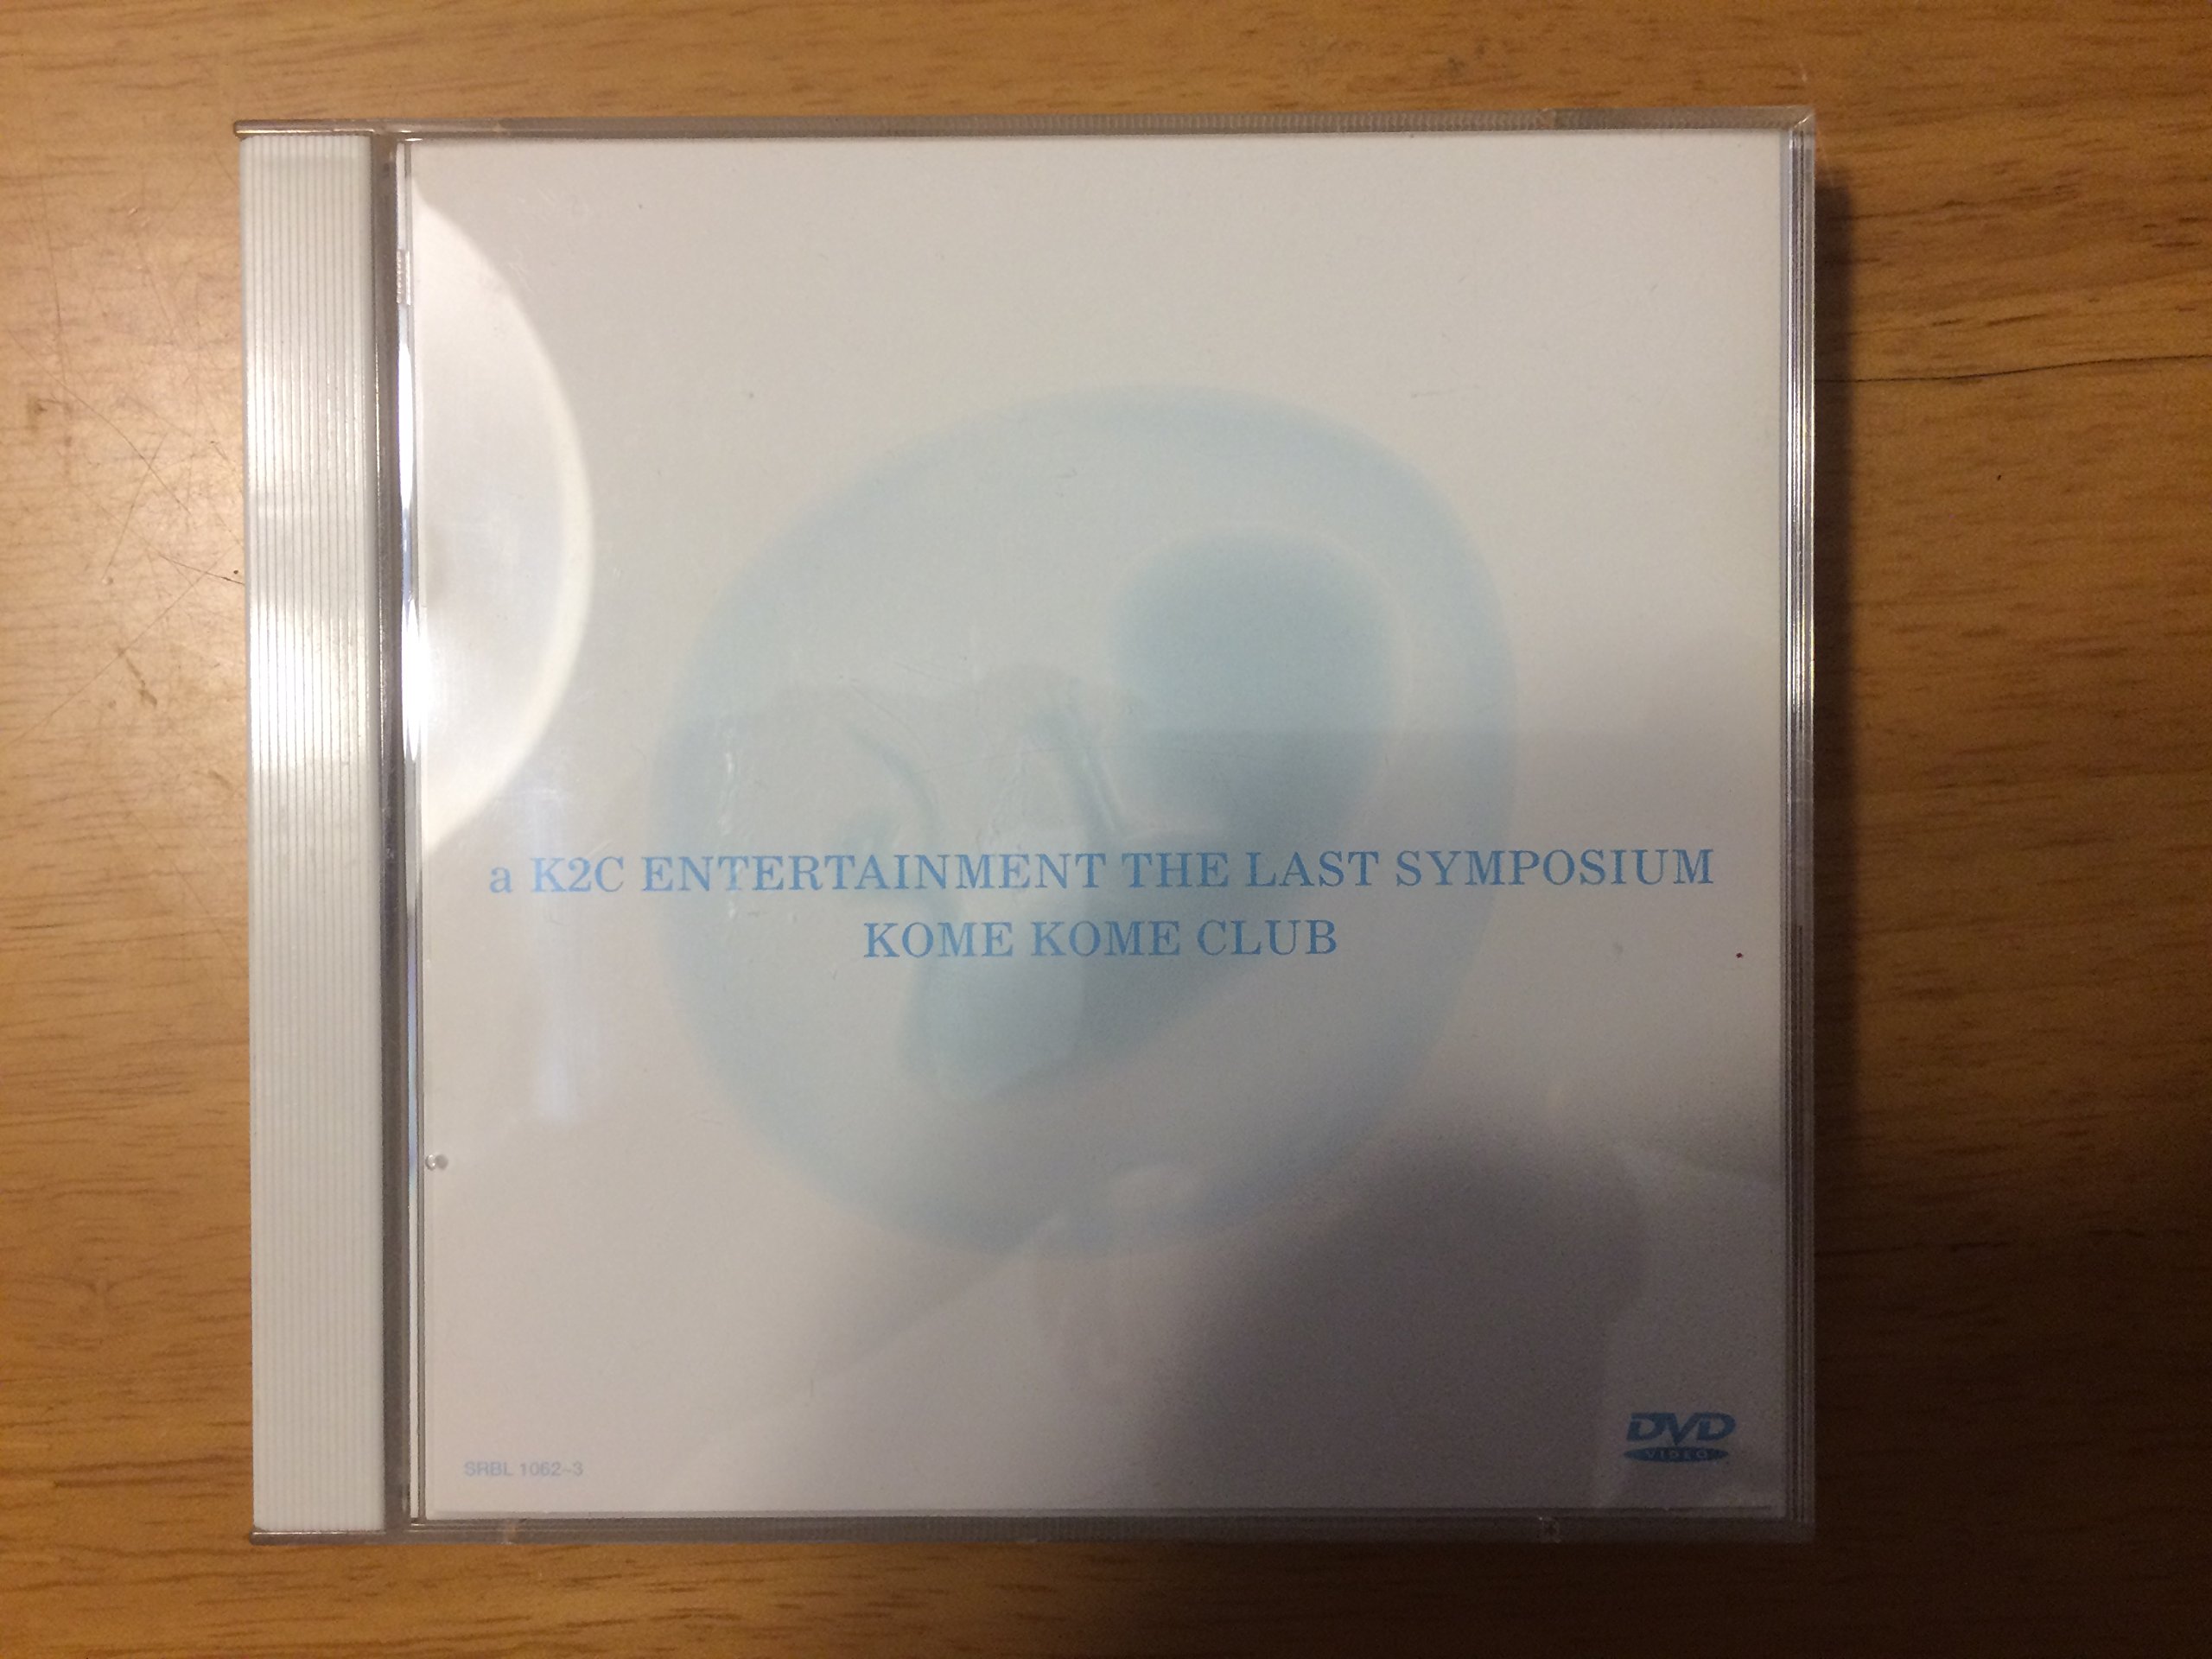 a K2C ENTERTAINMENT THE LAST SYMPOSIUM
KOME KOME CLUB
SRBL 1062~3
DVD
VIDEO